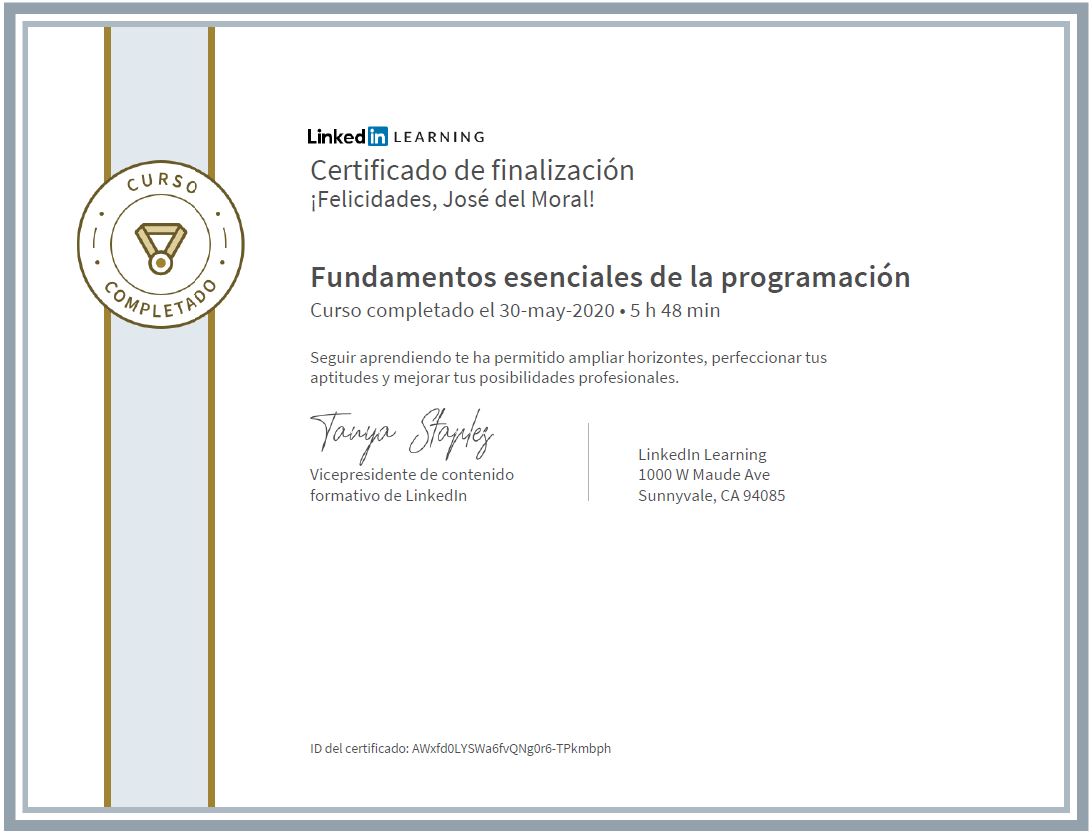 CURSO
COMPLETADO
Linkedin LEARNING
Certificado de finalización
¡Felicidades, José del Moral!
Fundamentos esenciales de la programación
Curso completado el 30-may-2020 • 5 h 48 min
Seguir aprendiendo te ha permitido ampliar horizontes, perfeccionar tus
aptitudes y mejorar tus posibilidades profesionales.
Tanya Staples
Vicepresidente de contenido
formativo de LinkedIn
LinkedIn Learning
1000 W Maude Ave
Sunnyvale, CA 94085
ID del certificado: AWxfd0LYSWa6fvQNg0r6-TPkmbph